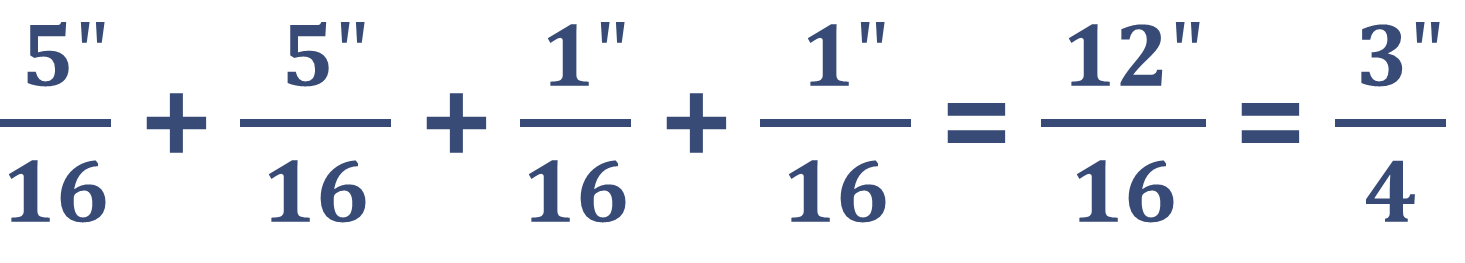 5"/16 + 5"/16 + 1"/16 + 1"/16 = 12"/16 = 3"/4